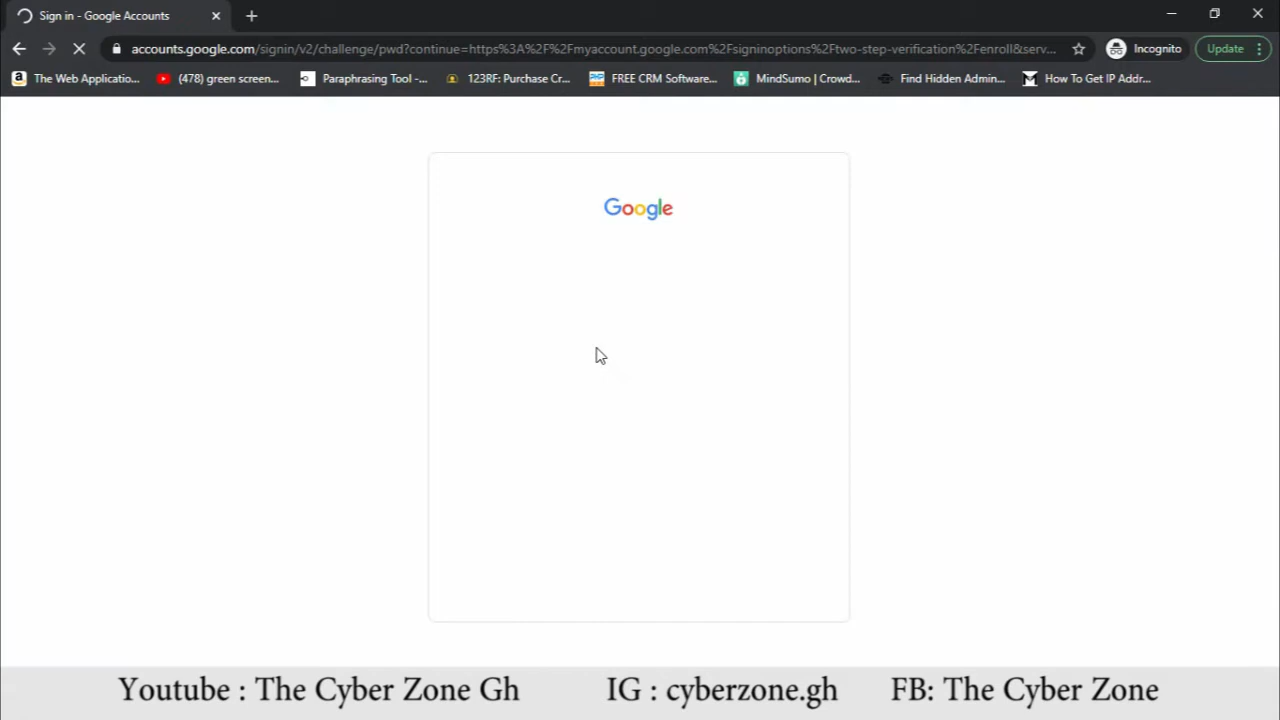 Sign in - Google Accounts
accounts.google.com/signin/v2/challenge/pwd?continue=https%3A%2F%2Fmyaccount.google.com%2Fsigninoptions%2Ftwo-step-verification%2Fenroll&serv...
Incognito
Update
The Web Applicatio...
(478) green screen...
Paraphrasing Tool -...
123RF: Purchase Cr...
FREE CRM Software...
MindSumo | Crowd...
Find Hidden Admin...
How To Get IP Addr...
Google
Youtube : The Cyber Zone Gh IG : cyberzone.gh FB: The Cyber Zone